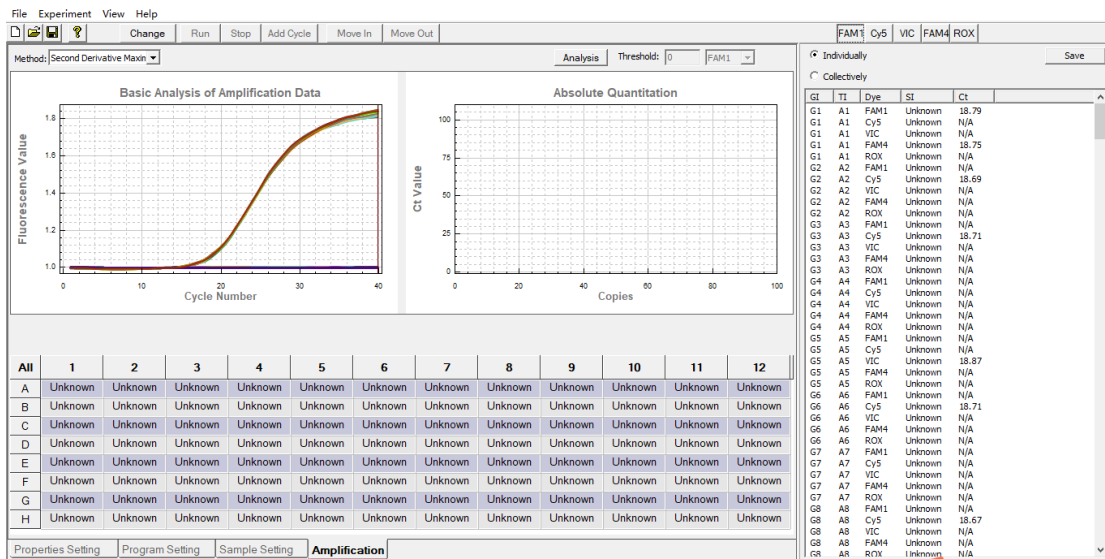 File Experiment View Help
Change Run Stop Add Cycle Move In Move Out
FAM1 Cy5 VIC FAM4 ROX
Method: Second Derivative Maxin
Analysis Threshold: 0 FAM1
Individually
Save
Collectively
Basic Analysis of Amplification Data
Fluorescence Value
1.8
1.6
1.4
1.2
1.0
0 10 20 30 40
Cycle Number
Absolute Quantitation
Ct Value
100
75
50
25
0
0 20 40 60 80 100
Copies
All 1 2 3 4 5 6 7 8 9 10 11 12
A Unknown Unknown Unknown Unknown Unknown Unknown Unknown Unknown Unknown Unknown Unknown Unknown
B Unknown Unknown Unknown Unknown Unknown Unknown Unknown Unknown Unknown Unknown Unknown Unknown
C Unknown Unknown Unknown Unknown Unknown Unknown Unknown Unknown Unknown Unknown Unknown Unknown
D Unknown Unknown Unknown Unknown Unknown Unknown Unknown Unknown Unknown Unknown Unknown Unknown
E Unknown Unknown Unknown Unknown Unknown Unknown Unknown Unknown Unknown Unknown Unknown Unknown
F Unknown Unknown Unknown Unknown Unknown Unknown Unknown Unknown Unknown Unknown Unknown Unknown
G Unknown Unknown Unknown Unknown Unknown Unknown Unknown Unknown Unknown Unknown Unknown Unknown
H Unknown Unknown Unknown Unknown Unknown Unknown Unknown Unknown Unknown Unknown Unknown Unknown
Properties Setting Program Setting Sample Setting Amplification
GI TI Dye SI Ct
G1 A1 FAM1 Unknown 18.79
G1 A1 Cy5 Unknown N/A
G1 A1 VIC Unknown N/A
G1 A1 FAM4 Unknown 18.75
G1 A1 ROX Unknown N/A
G2 A2 FAM1 Unknown N/A
G2 A2 Cy5 Unknown 18.69
G2 A2 VIC Unknown N/A
G2 A2 FAM4 Unknown N/A
G2 A2 ROX Unknown N/A
G3 A3 FAM1 Unknown N/A
G3 A3 Cy5 Unknown 18.71
G3 A3 VIC Unknown N/A
G3 A3 FAM4 Unknown N/A
G3 A3 ROX Unknown N/A
G4 A4 FAM1 Unknown N/A
G4 A4 Cy5 Unknown N/A
G4 A4 VIC Unknown N/A
G4 A4 FAM4 Unknown N/A
G4 A4 ROX Unknown N/A
G5 A5 FAM1 Unknown N/A
G5 A5 Cy5 Unknown N/A
G5 A5 VIC Unknown 18.87
G5 A5 FAM4 Unknown N/A
G5 A5 ROX Unknown N/A
G6 A6 FAM1 Unknown N/A
G6 A6 Cy5 Unknown 18.71
G6 A6 VIC Unknown N/A
G6 A6 FAM4 Unknown N/A
G6 A6 ROX Unknown N/A
G7 A7 FAM1 Unknown N/A
G7 A7 Cy5 Unknown N/A
G7 A7 VIC Unknown N/A
G7 A7 FAM4 Unknown N/A
G7 A7 ROX Unknown N/A
G8 A8 FAM1 Unknown N/A
G8 A8 Cy5 Unknown 18.67
G8 A8 VIC Unknown N/A
G8 A8 FAM4 Unknown N/A
G8 A8 ROX Unknown N/A